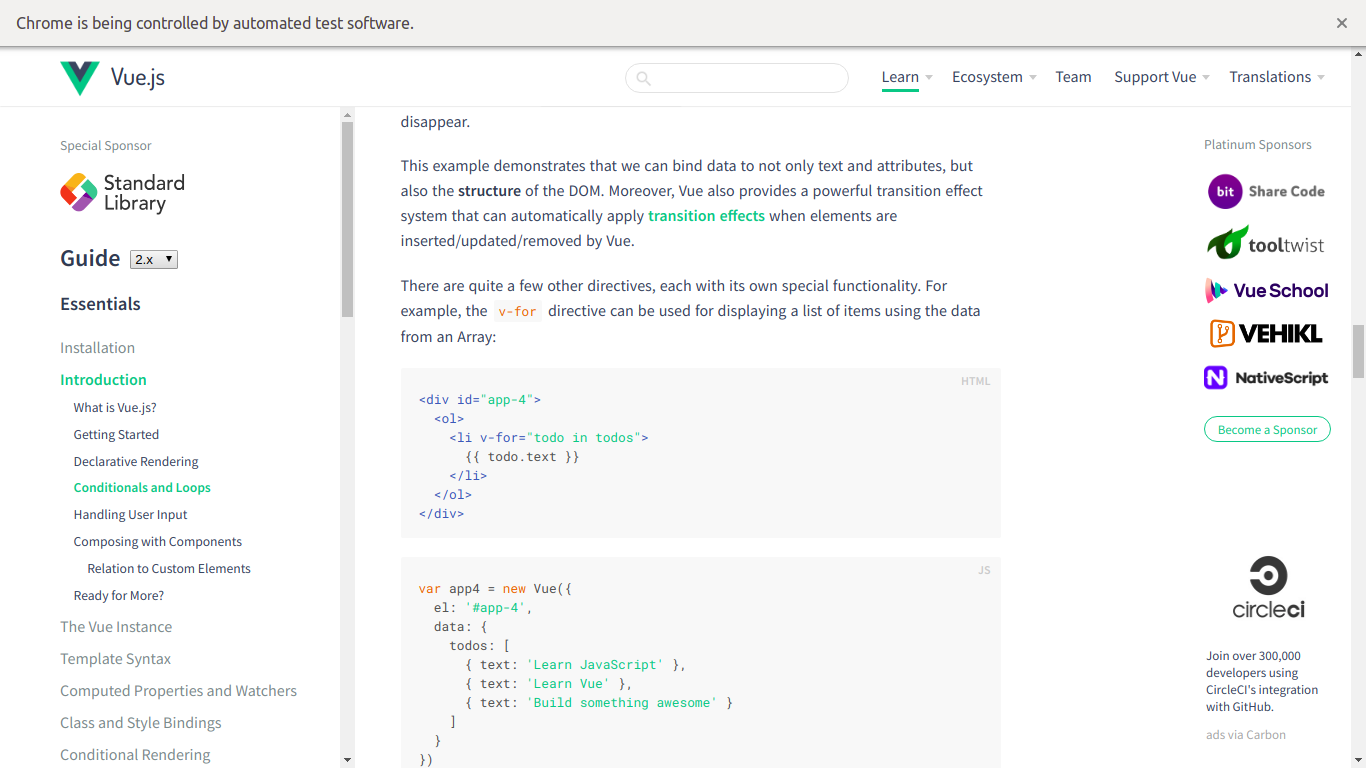 Chrome is being controlled by automated test software.
Vue.js
Learn
Ecosystem
Team
Support Vue
Translations
Special Sponsor
Standard
Library
Guide 2.x
Essentials
Installation
Introduction
What is Vue.js?
Getting Started
Declarative Rendering
Conditionals and Loops
Handling User Input
Composing with Components
Relation to Custom Elements
Ready for More?
The Vue Instance
Template Syntax
Computed Properties and Watchers
Class and Style Bindings
Conditional Rendering
disappear.
This example demonstrates that we can bind data to not only text and attributes, but
also the structure of the DOM. Moreover, Vue also provides a powerful transition effect
system that can automatically apply transition effects when elements are
inserted/updated/removed by Vue.
There are quite a few other directives, each with its own special functionality. For
example, the v-for directive can be used for displaying a list of items using the data
from an Array:
HTML
<div id="app-4">
  <ol>
    <li v-for="todo in todos">
      {{ todo.text }}
    </li>
  </ol>
</div>
JS
var app4 = new Vue({
  el: '#app-4',
  data: {
    todos: [
      { text: 'Learn JavaScript' },
      { text: 'Learn Vue' },
      { text: 'Build something awesome' }
    ]
  }
})
Platinum Sponsors
bit Share Code
tooltwist
Vue School
VEHIKL
NativeScript
Become a Sponsor
circleci
Join over 300,000
developers using
CircleCI's integration
with GitHub.
ads via Carbon